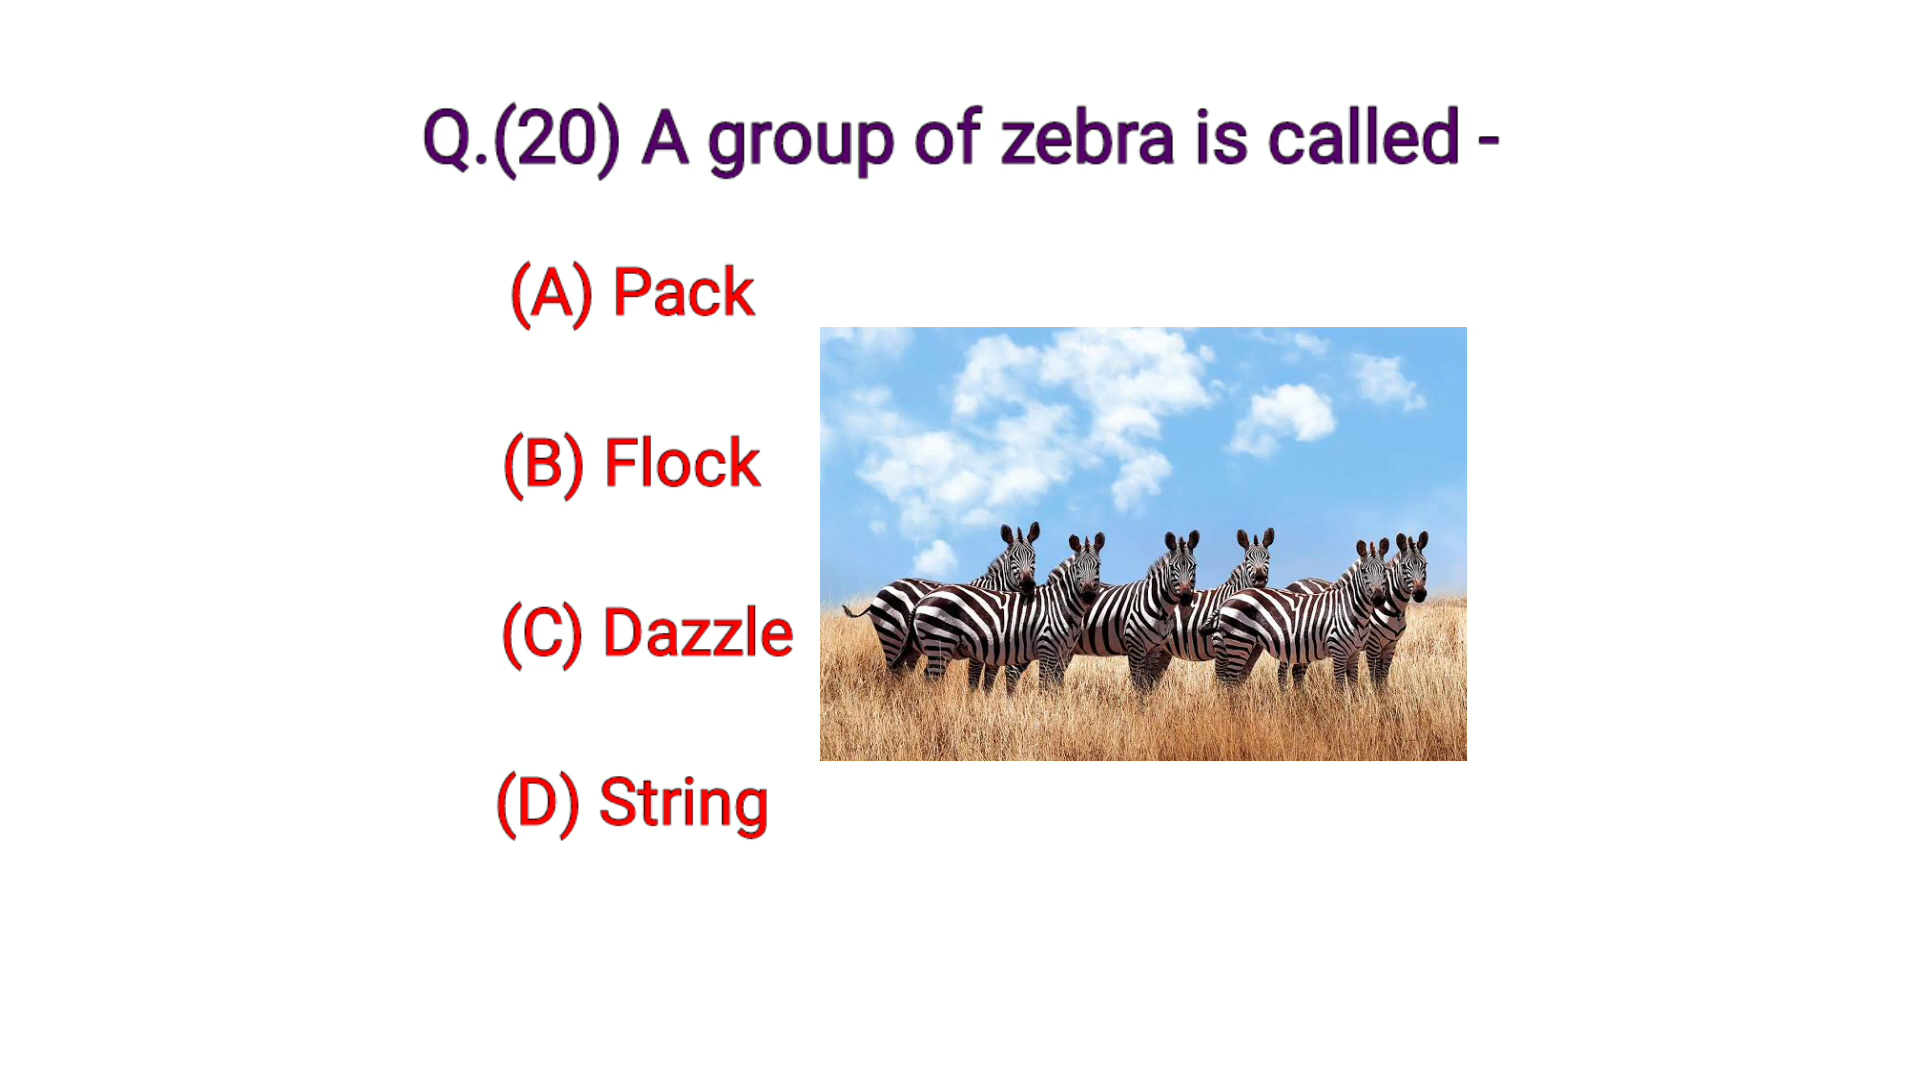 Q.(20) A group of zebra is called -
(A) Pack
(B) Flock
(C) Dazzle
(D) String